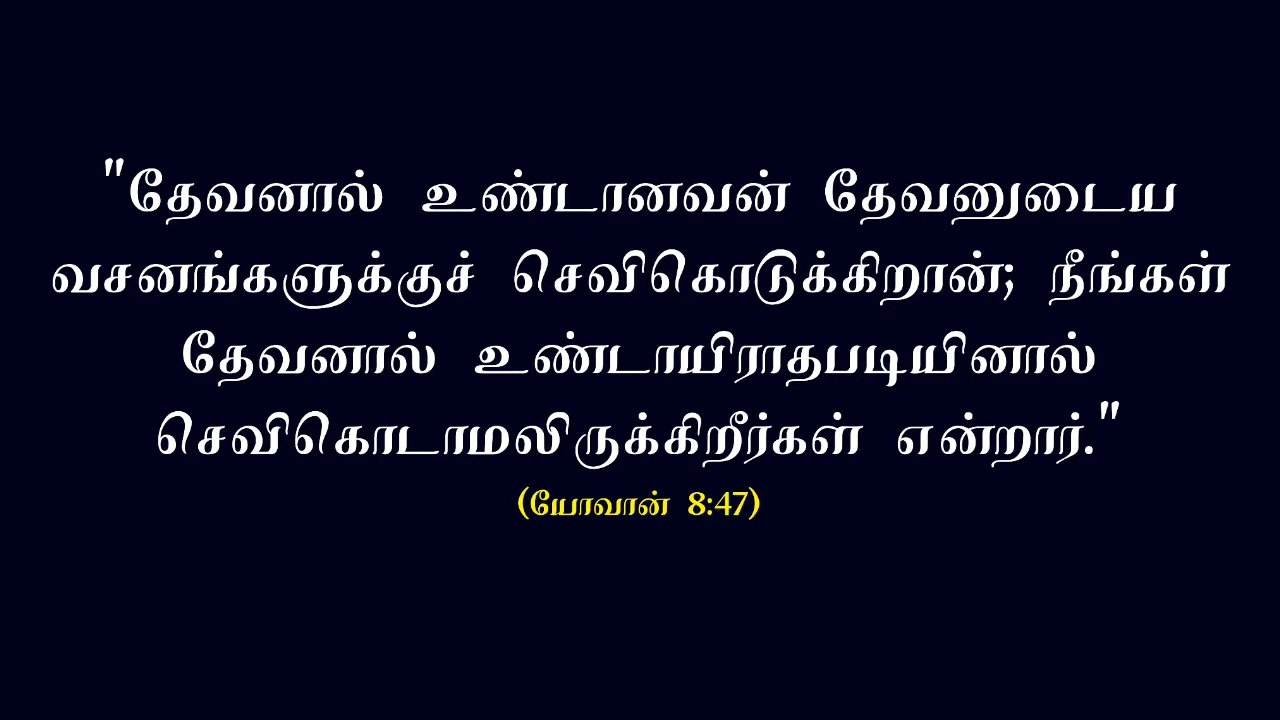 "தேவனால் உண்டானவன் தேவனுடைய
வசனங்களுக்குச் செவிகொடுக்கிறான்; நீங்கள்
தேவனால் உண்டாயிராதபடியினால்
செவிகொடாமலிருக்கிறீர்கள் என்றார்."
(யோவான் 8:47)